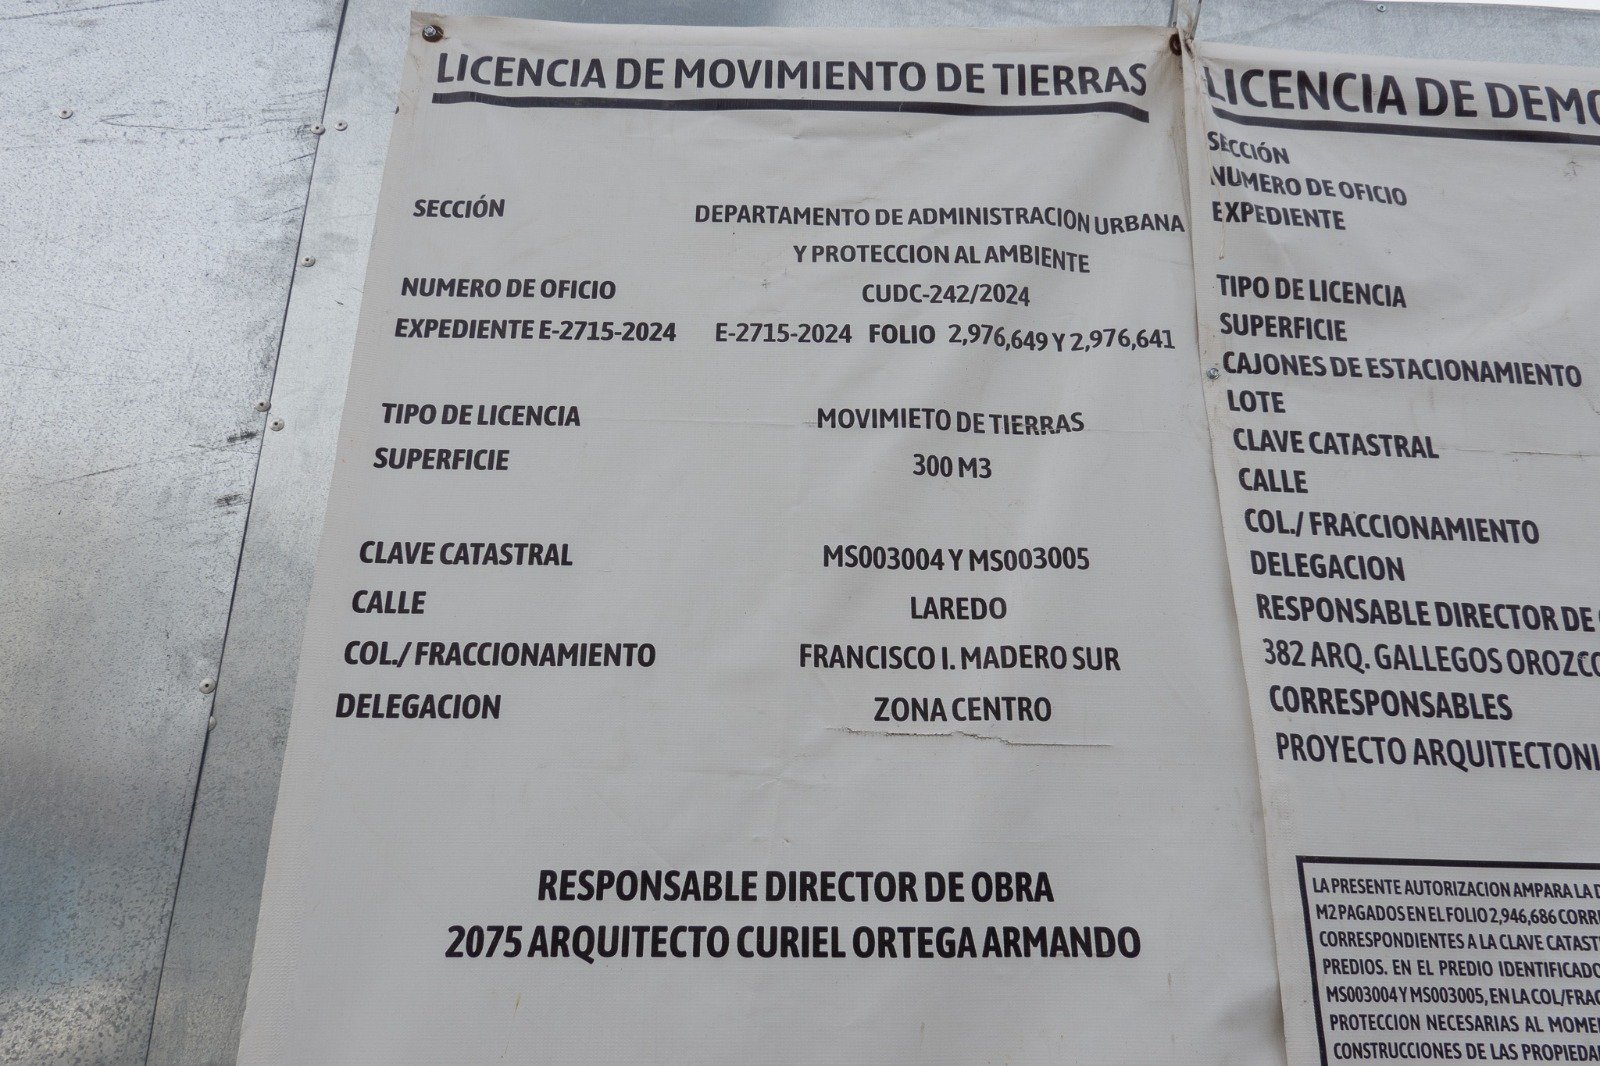 LICENCIA DE MOVIMIENTO DE TIERRAS
SECCIÓN DEPARTAMENTO DE ADMINISTRACION URBANA
Y PROTECCION AL AMBIENTE
NUMERO DE OFICIO CUDC-242/2024
EXPEDIENTE E-2715-2024 E-2715-2024 FOLIO 2,976,649 Y 2,976,641
TIPO DE LICENCIA MOVIMIETO DE TIERRAS
SUPERFICIE 300 M3
CLAVE CATASTRAL MS003004 Y MS003005
CALLE LAREDO
COL./ FRACCIONAMIENTO FRANCISCO I. MADERO SUR
DELEGACION ZONA CENTRO
RESPONSABLE DIRECTOR DE OBRA
2075 ARQUITECTO CURIEL ORTEGA ARMANDO
LICENCIA DE DEMO
SECCIÓN
NUMERO DE OFICIO
EXPEDIENTE
TIPO DE LICENCIA
SUPERFICIE
CAJONES DE ESTACIONAMIENTO
LOTE
CLAVE CATASTRAL
CALLE
COL./ FRACCIONAMIENTO
DELEGACION
RESPONSABLE DIRECTOR DE
382 ARQ. GALLEGOS OROZCO
CORRESPONSABLES
PROYECTO ARQUITECTONI
LA PRESENTE AUTORIZACION AMPARA LA D
M2 PAGADOS EN EL FOLIO 2,946,686 CORRE
CORRESPONDIENTES A LA CLAVE CATAST
PREDIOS. EN EL PREDIO IDENTIFICADO
MS003004 Y MS003005, EN LA COL/FRAC
PROTECCION NECESARIAS AL MOME
CONSTRUCCIONES DE LAS PROPIEDA